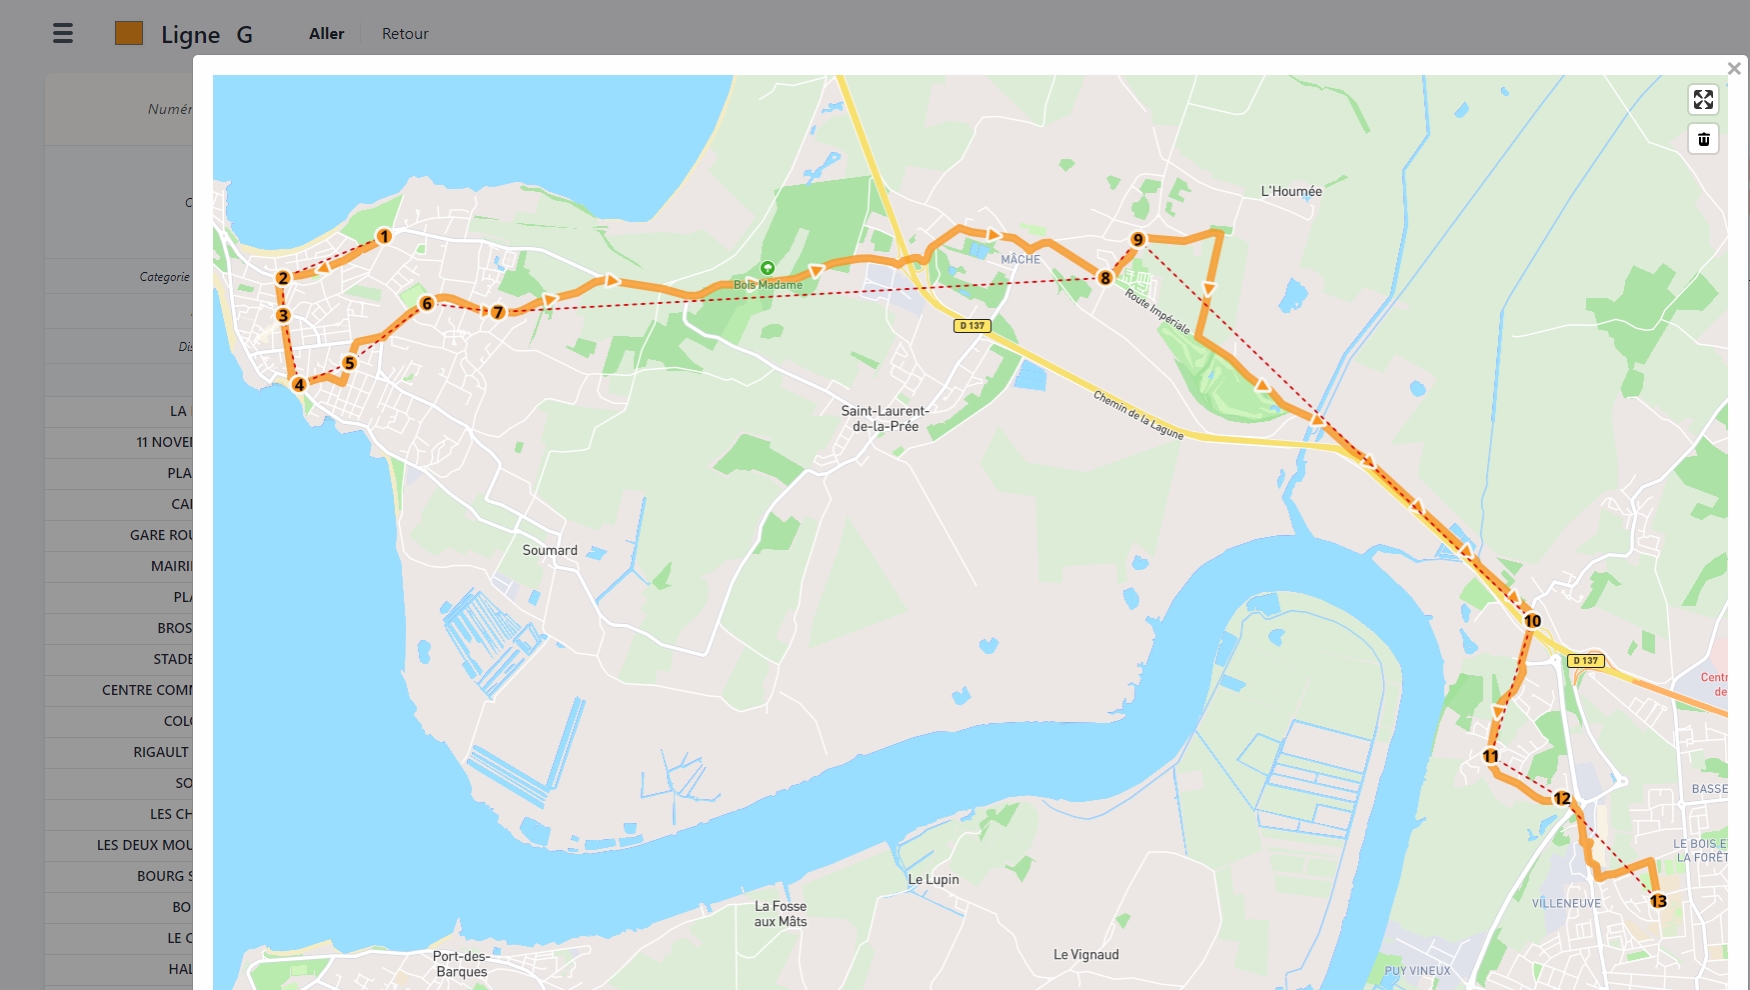 Ligne G
Aller
Retour
Numér
C
Categorie
Dis
LA
11 NOVE
PLA
CA
GARE ROU
MAIRI
PL
BROS
STADE
CENTRE COM
COL
RIGAULT
SO
LES CH
LES DEUX MOU
BOURG S
BO
LE C
HAL
L'Houmée
1
9
2
MÂCHE
8
Bois Madame
Route Impériale
6
7
3
D 137
5
4
Chemin de la Lagune
Saint-Laurent-
de-la-Prée
Soumard
10
D 137
Centr
de
11
BASSE
12
LE BOIS E
LA FORÊT
Le Lupin
13
VILLENEUVE
La Fosse
aux Mâts
Port-des-
Barques
Le Vignaud
PUY VINEUX